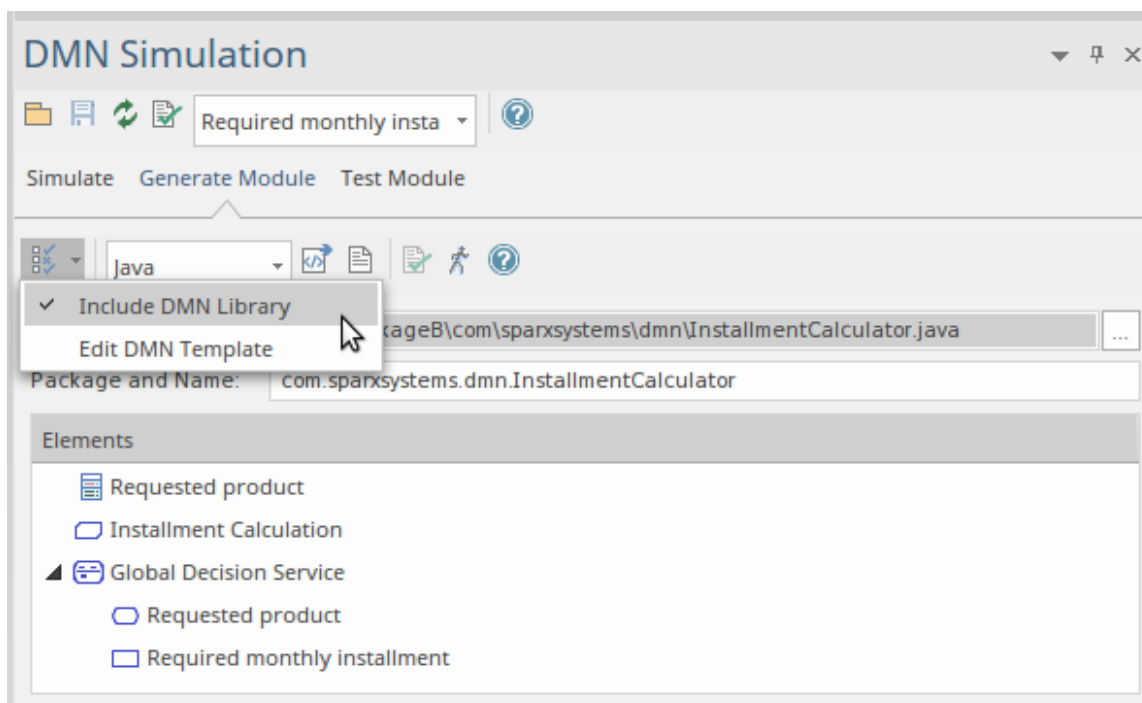 DMN Simulation
Required monthly insta
Simulate Generate Module Test Module
Java
Include DMN Library
kageB\com\sparxsystems\dmn\InstallmentCalculator.java ...
Edit DMN Template
Package and Name: com.sparxsystems.dmn.InstallmentCalculator
Elements
Requested product
Installment Calculation
Global Decision Service
Requested product
Required monthly installment